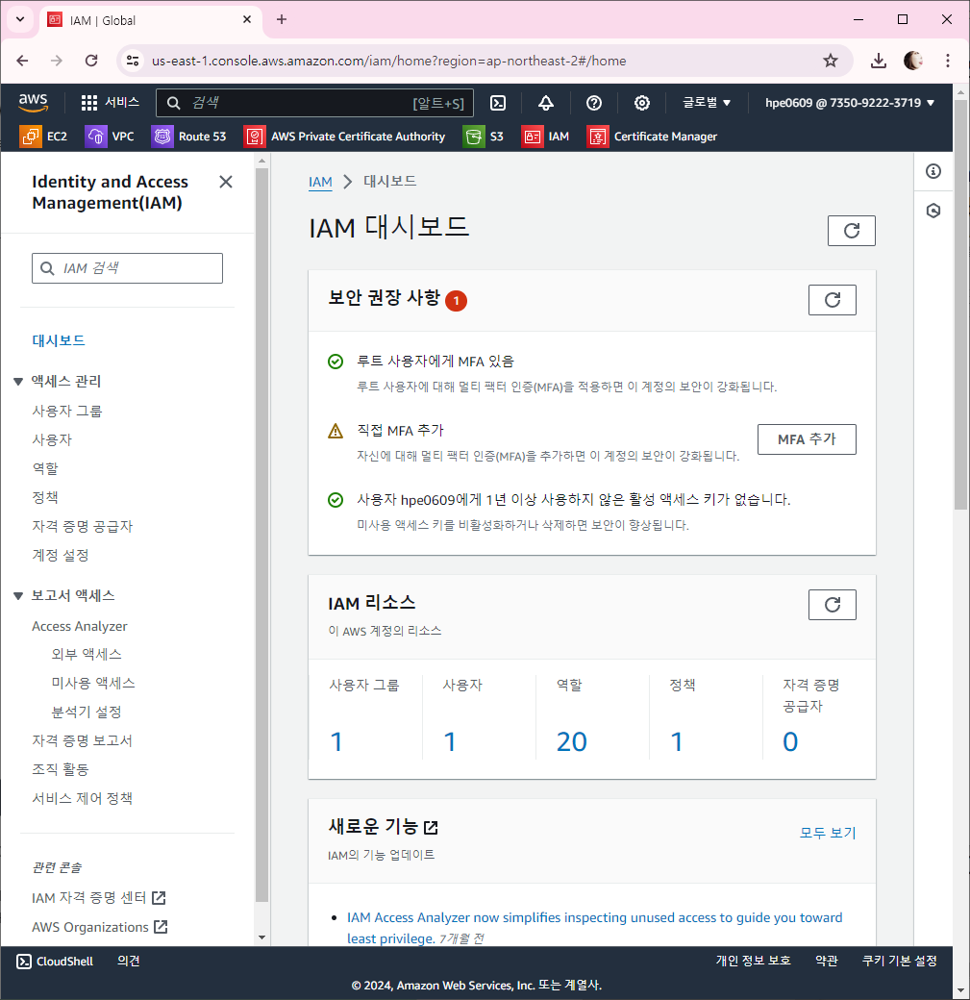 IAM | Global
us-east-1.console.aws.amazon.com/iam/home?region=ap-northeast-2#/home
aws
서비스
검색
[알트+S]
글로벌
hpe0609 @ 7350-9222-3719
EC2
VPC
Route 53
AWS Private Certificate Authority
S3
IAM
Certificate Manager
Identity and Access
Management(IAM)
IAM 검색
대시보드
액세스 관리
사용자 그룹
사용자
역할
정책
자격 증명 공급자
계정 설정
보고서 액세스
Access Analyzer
외부 액세스
미사용 액세스
분석기 설정
자격 증명 보고서
조직 활동
서비스 제어 정책
관련 콘솔
IAM 자격 증명 센터
AWS Organizations
IAM
대시보드
IAM 대시보드
보안 권장 사항 1
루트 사용자에게 MFA 있음
루트 사용자에 대해 멀티 팩터 인증(MFA)을 적용하면 이 계정의 보안이 강화됩니다.
직접 MFA 추가
자신에 대해 멀티 팩터 인증(MFA)을 추가하면 이 계정의 보안이 강화됩니다.
MFA 추가
사용자 hpe0609에게 1년 이상 사용하지 않은 활성 액세스 키가 없습니다.
미사용 액세스 키를 비활성화하거나 삭제하면 보안이 향상됩니다.
IAM 리소스
이 AWS 계정의 리소스
사용자 그룹
1
사용자
1
역할
20
정책
1
자격 증명
공급자
0
새로운 기능
모두 보기
IAM의 기능 업데이트
IAM Access Analyzer now simplifies inspecting unused access to guide you toward
least privilege. 7개월 전
CloudShell
의견
개인 정보 보호
약관
쿠키 기본 설정
© 2024, Amazon Web Services, Inc. 또는 계열사.